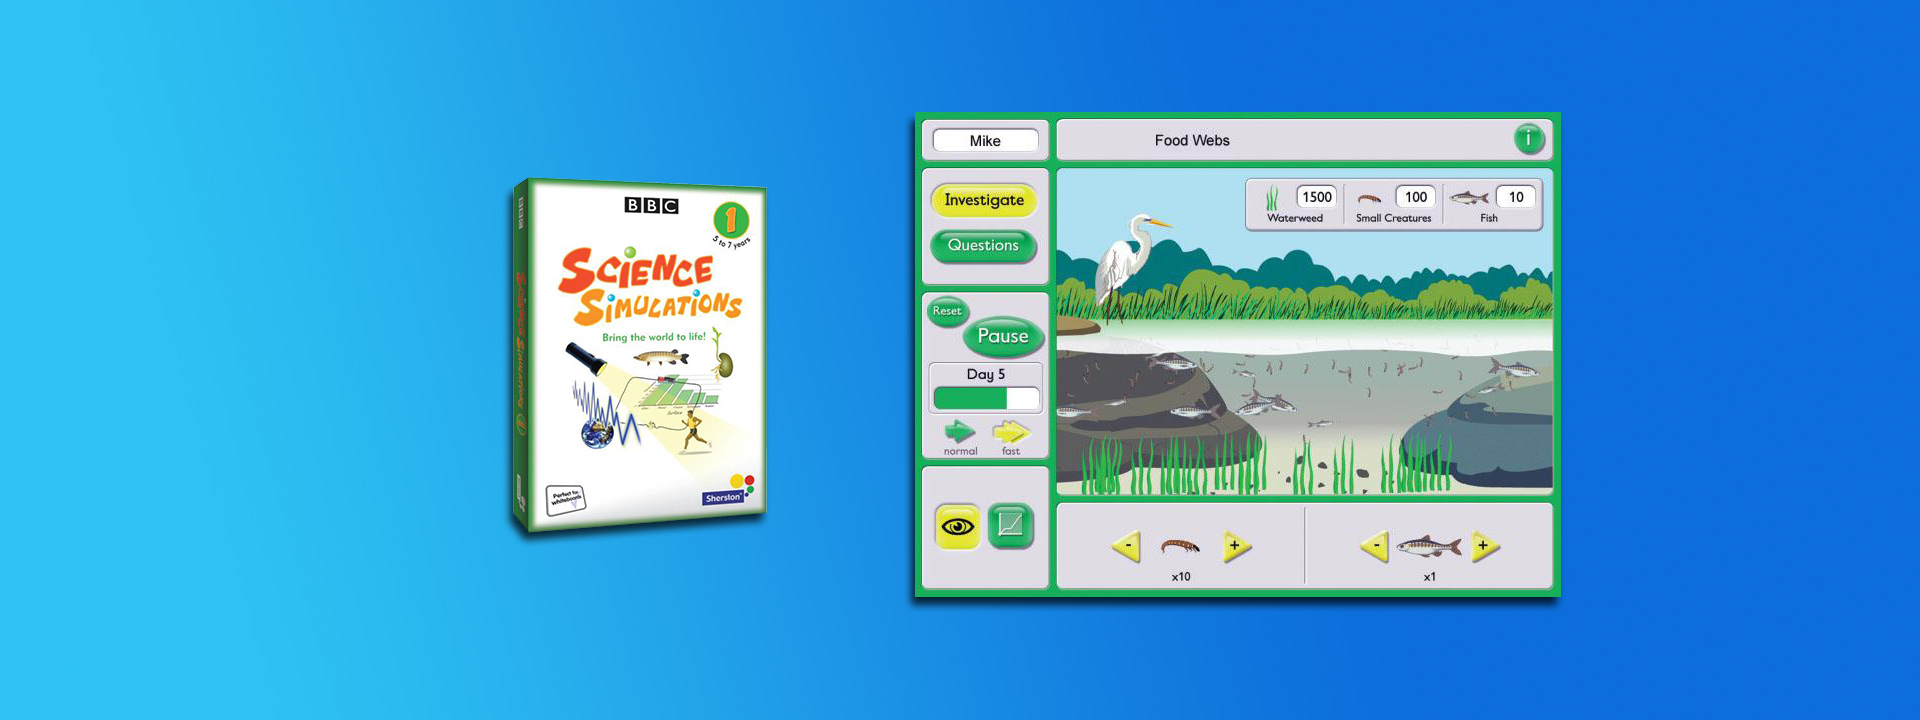 BBC
1
5 to 7 years
SCIENCE
SIMULATIONS
Bring the world to life!
Perfect for
whiteboards
Sherston
Mike
Food Webs
i
Investigate
Questions
Reset
Pause
Day 5
normal
fast
1500
100
10
Waterweed
Small Creatures
Fish
-
+
x10
-
+
x1